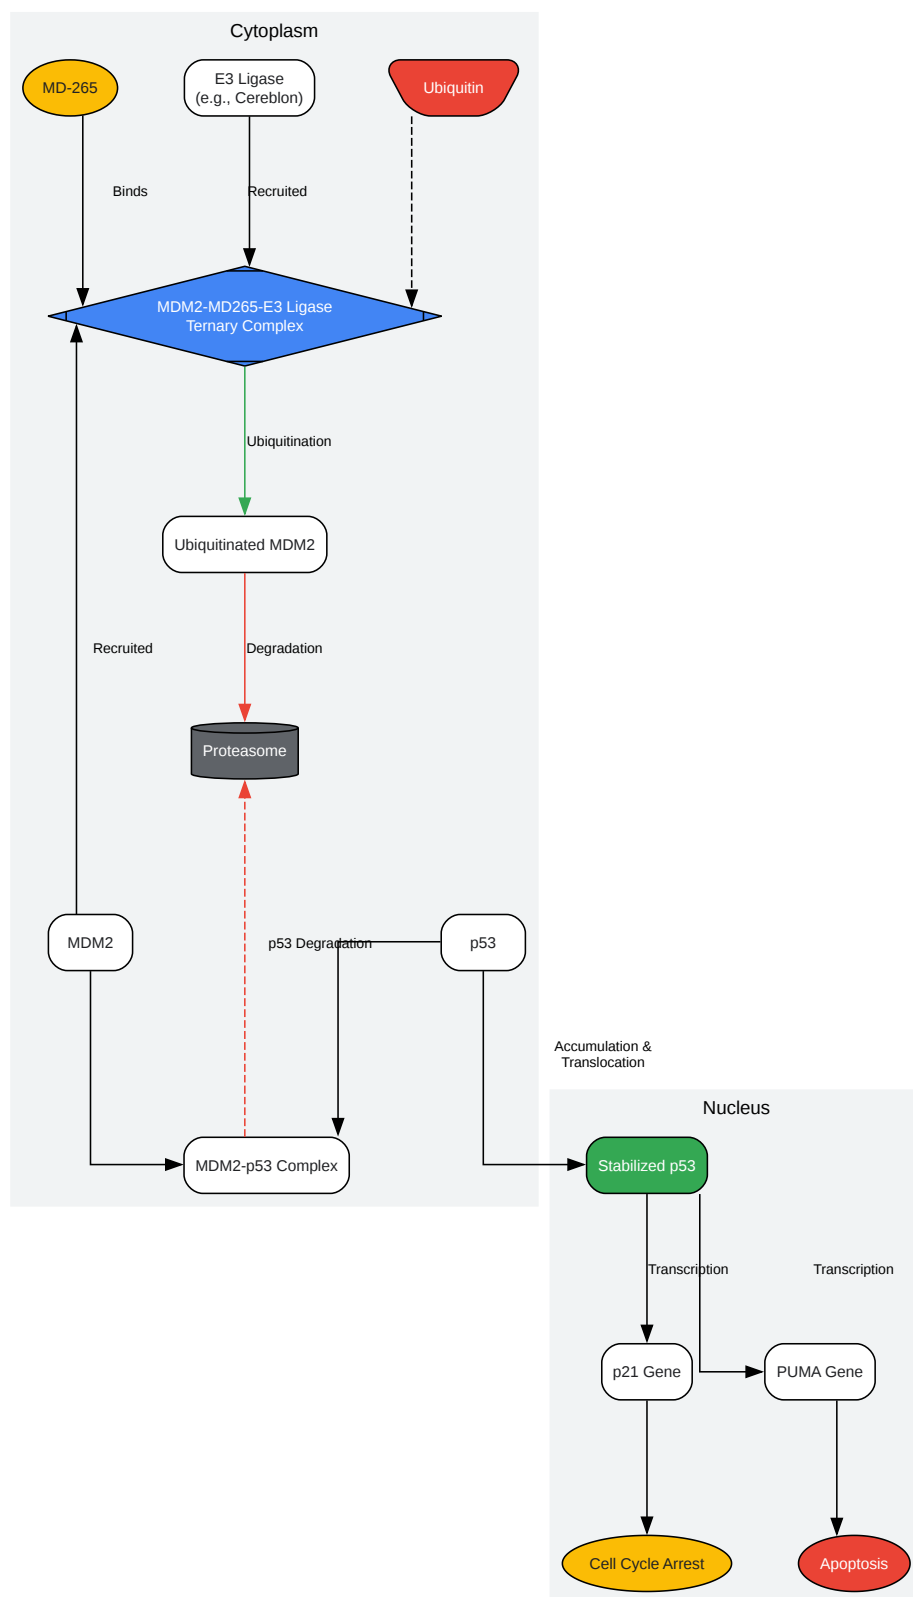 Cytoplasm
MD-265
E3 Ligase
(e.g., Cereblon)
Ubiquitin
Binds
Recruited
MDM2-MD265-E3 Ligase
Ternary Complex
Ubiquitination
Ubiquitinated MDM2
Recruited
Degradation
Proteasome
MDM2
p53 Degradation
p53
Accumulation &
Translocation
Nucleus
MDM2-p53 Complex
Stabilized p53
Transcription
Transcription
p21 Gene
PUMA Gene
Cell Cycle Arrest
Apoptosis